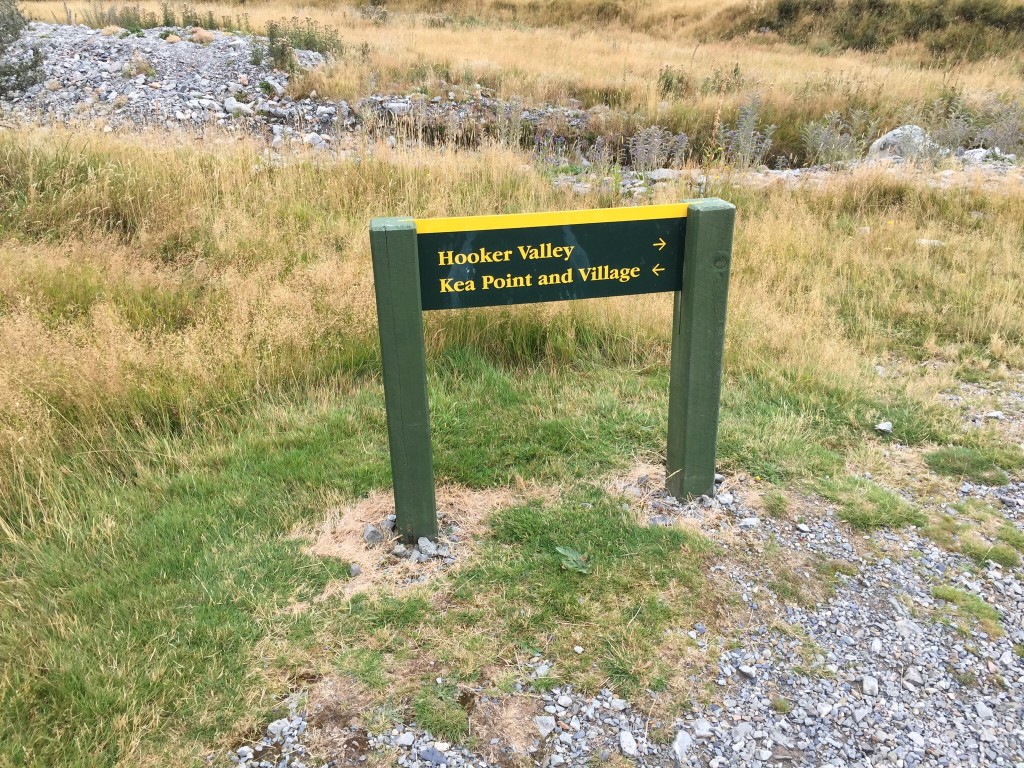 Hooker Valley →
Kea Point and Village ←